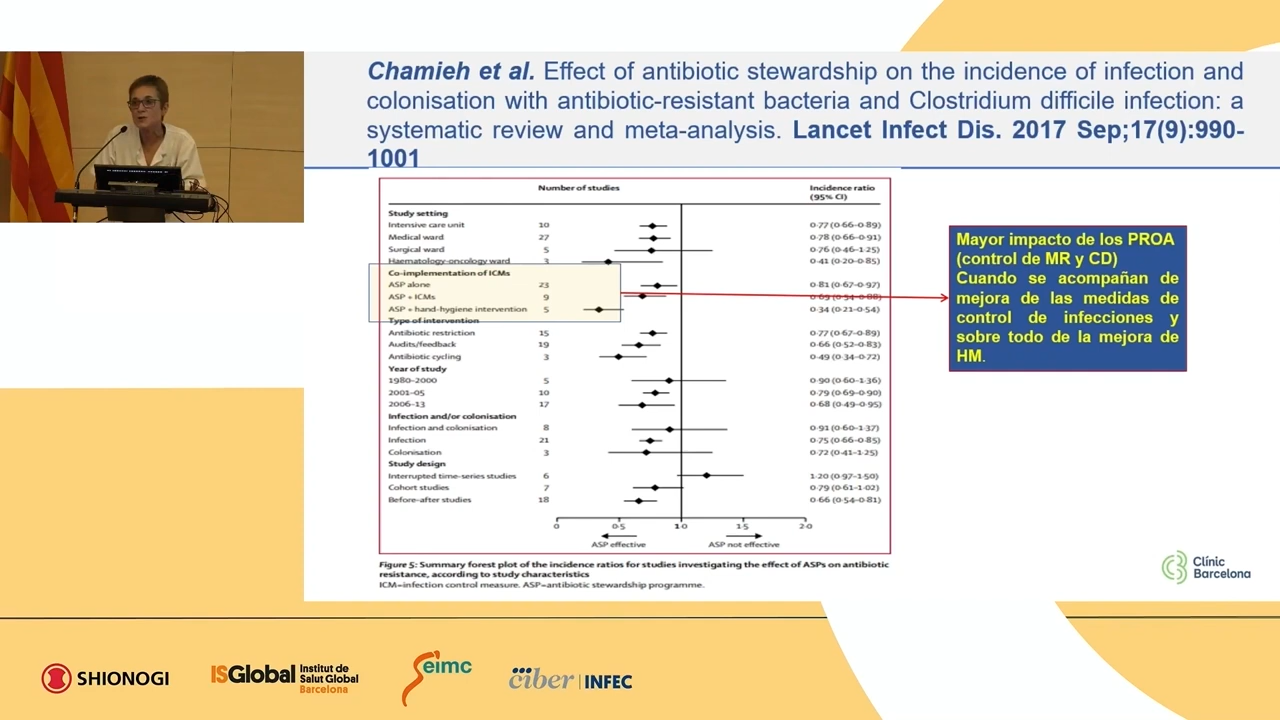 Chamieh et al. Effect of antibiotic stewardship on the incidence of infection and
colonisation with antibiotic-resistant bacteria and Clostridium difficile infection: a
systematic review and meta-analysis. Lancet Infect Dis. 2017 Sep;17(9):990-
1001
Number of studies Incidence ratio
(95% CI)
Study setting
Intensive care unit 10 0·77 (0·66–0·89)
Medical ward 27 0·78 (0·66–0·91)
Surgical ward 5 0·76 (0·46–1·25)
Haematology-oncology ward 3 0·41 (0·20–0·85)
Co-implementation of ICMs
ASP alone 23 0·81 (0·67–0·97)
ASP + ICMs 9 0·69 (0·54–0·88)
ASP + hand-hygiene intervention 5 0·34 (0·21–0·54)
Type of intervention
Antibiotic restriction 15 0·77 (0·67–0·89)
Audits/feedback 19 0·66 (0·52–0·83)
Antibiotic cycling 3 0·49 (0·34–0·72)
Year of study
1980–2000 5 0·90 (0·60–1·36)
2001–05 10 0·79 (0·69–0·90)
2006–13 17 0·68 (0·49–0·95)
Infection and/or colonisation
Infection and colonisation 8 0·91 (0·60–1·37)
Infection 21 0·75 (0·66–0·85)
Colonisation 3 0·72 (0·41–1·25)
Study design
Interrupted time-series studies 6 1·20 (0·97–1·50)
Cohort studies 7 0·79 (0·61–1·02)
Before-after studies 18 0·66 (0·54–0·81)
0 0·5 1·0 1·5 2·0
ASP effective ASP not effective
Figure 5: Summary forest plot of the incidence ratios for studies investigating the effect of ASPs on antibiotic
resistance, according to study characteristics
ICM=infection control measure. ASP=antibiotic stewardship programme.
Mayor impacto de los PROA
(control de MR y CD)
Cuando se acompañan de
mejora de las medidas de
control de infecciones y
sobre todo de la mejora de
HM.
Clínic
Barcelona
SHIONOGI
ISGlobal Institut de
Salut Global
Barcelona
Seimc
ciber INFEC